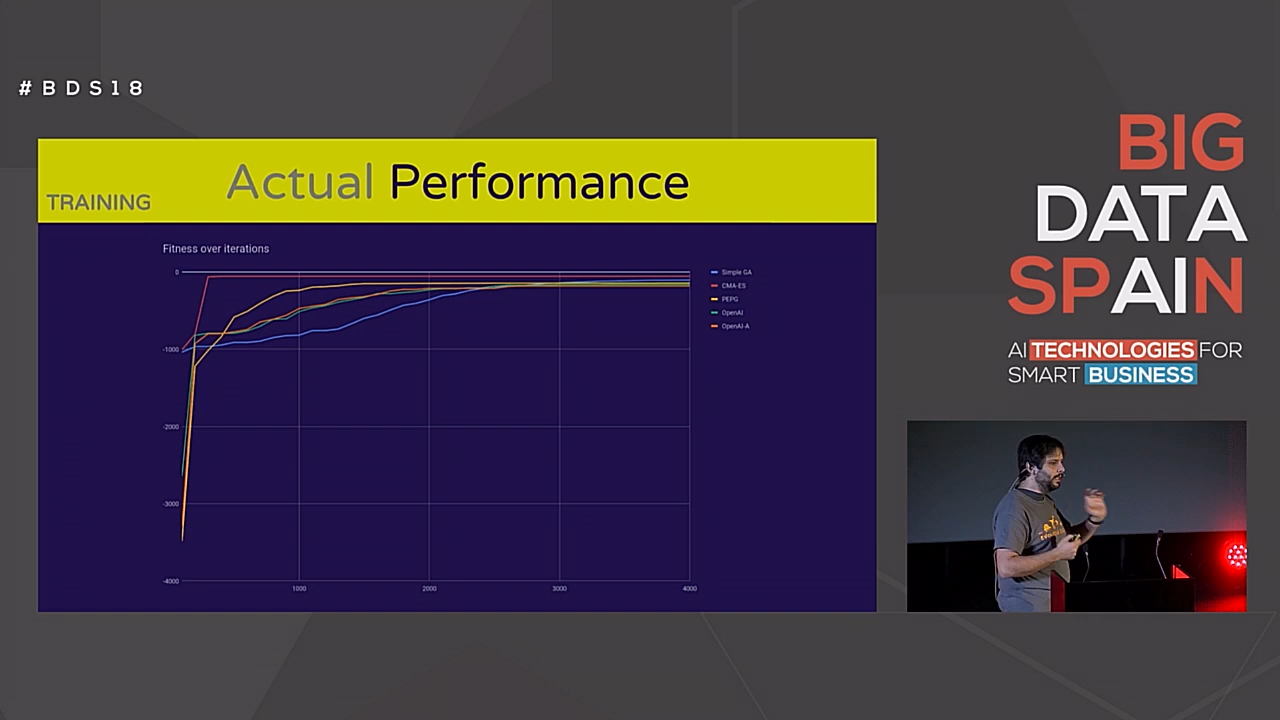 #BDS18
TRAINING
Actual Performance
Fitness over iterations
0
-1000
-2000
-3000
-4000
1000
2000
3000
4000
Simple GA
CMA-ES
PEPG
OpenAI
OpenAI-A
BIG
DATA
SPAIN
AI TECHNOLOGIES FOR
SMART BUSINESS